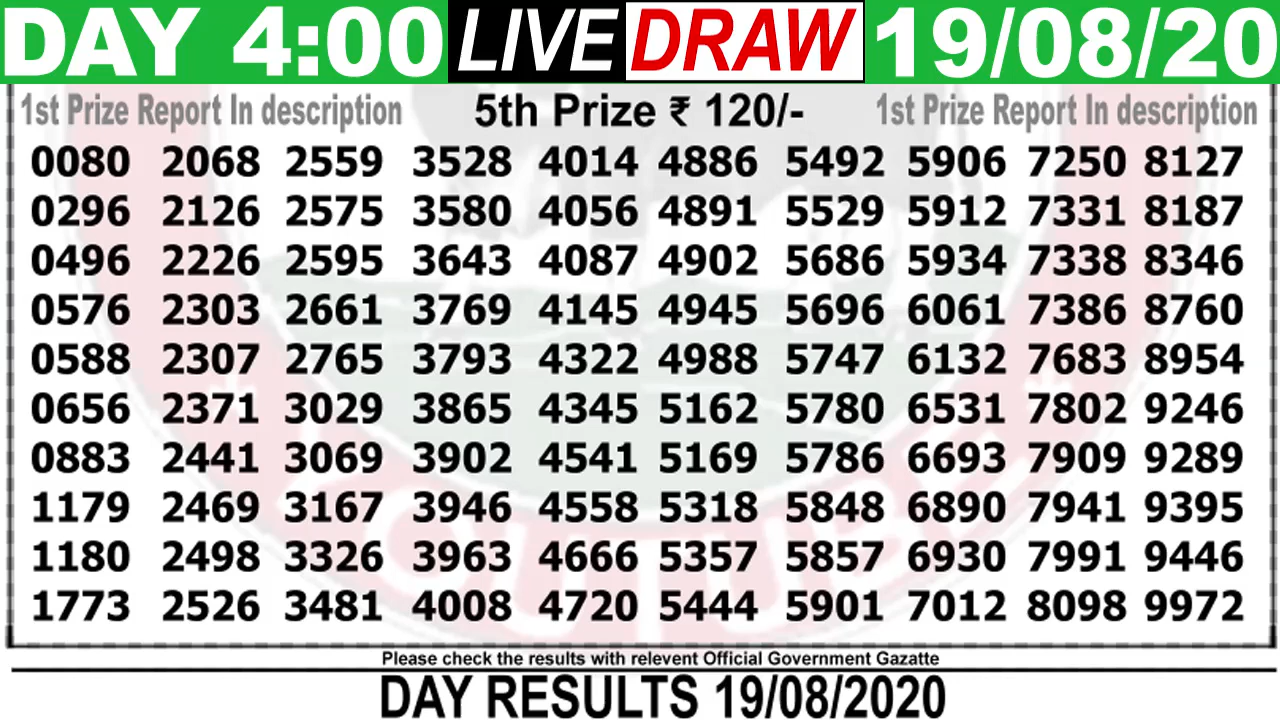 DAY 4:00 LIVE DRAW 19/08/20
1st Prize Report In description 5th Prize ₹ 120/- 1st Prize Report In description
0080 2068 2559 3528 4014 4886 5492 5906 7250 8127
0296 2126 2575 3580 4056 4891 5529 5912 7331 8187
0496 2226 2595 3643 4087 4902 5686 5934 7338 8346
0576 2303 2661 3769 4145 4945 5696 6061 7386 8760
0588 2307 2765 3793 4322 4988 5747 6132 7683 8954
0656 2371 3029 3865 4345 5162 5780 6531 7802 9246
0883 2441 3069 3902 4541 5169 5786 6693 7909 9289
1179 2469 3167 3946 4558 5318 5848 6890 7941 9395
1180 2498 3326 3963 4666 5357 5857 6930 7991 9446
1773 2526 3481 4008 4720 5444 5901 7012 8098 9972
YOUTUBE
Please check the results with relevent Official Government Gazatte
DAY RESULTS 19/08/2020